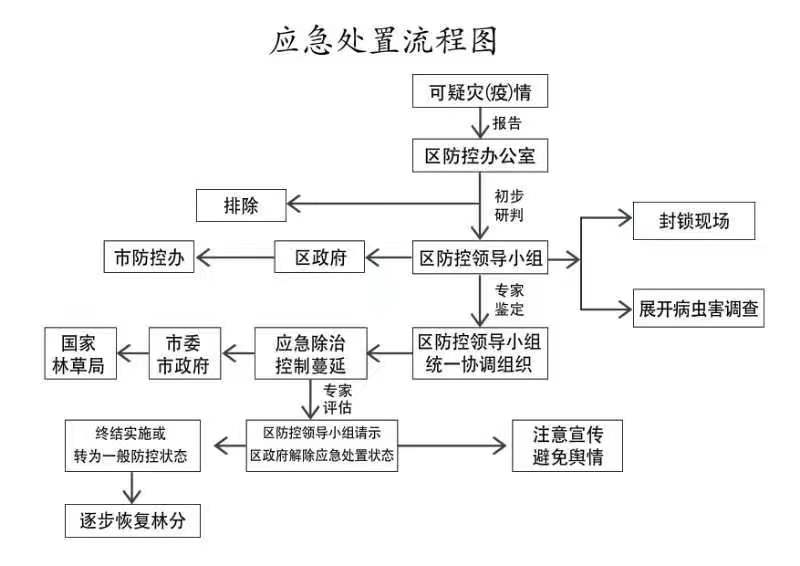 应急处置流程图
可疑灾(疫)情
报告
区防控办公室
初步
研判
排除
封锁现场
市防控办
区政府
区防控领导小组
专家
鉴定
展开病虫害调查
国家
林草局
市委
市政府
应急除治
控制蔓延
区防控领导小组
统一协调组织
专家
评估
终结实施或
转为一般防控状态
区防控领导小组请示
区政府解除应急处置状态
注意宣传
避免舆情
逐步恢复林分